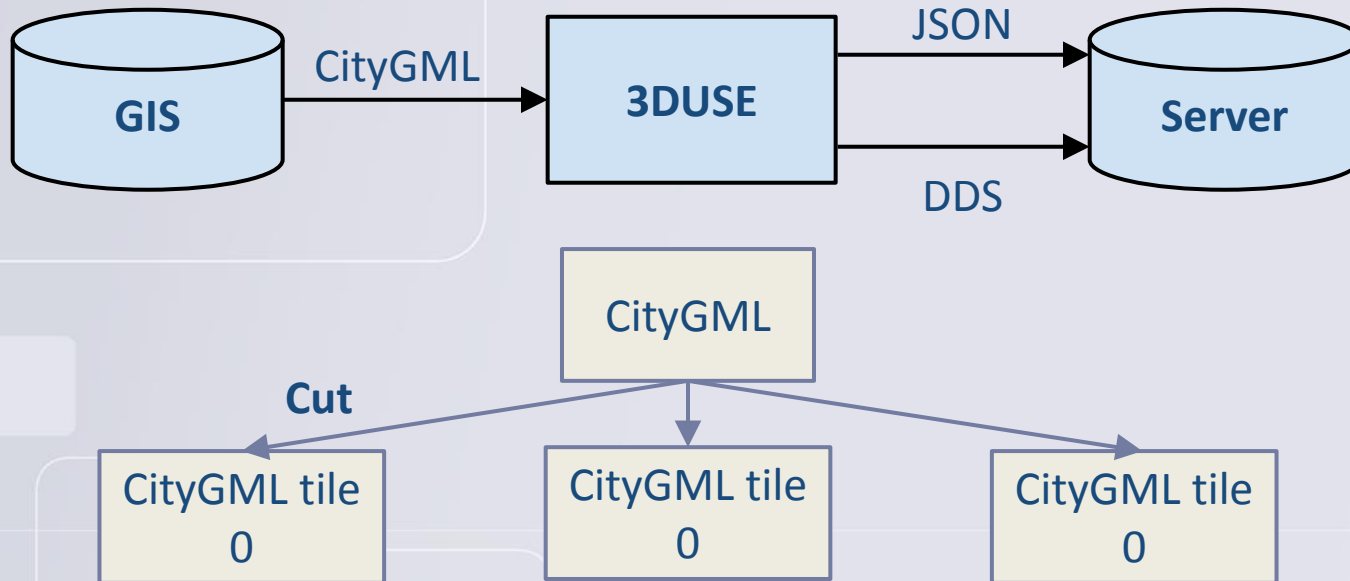 GIS
CityGML
3DUSE
JSON
DDS
Server
CityGML
Cut
CityGML tile
0
CityGML tile
0
CityGML tile
0